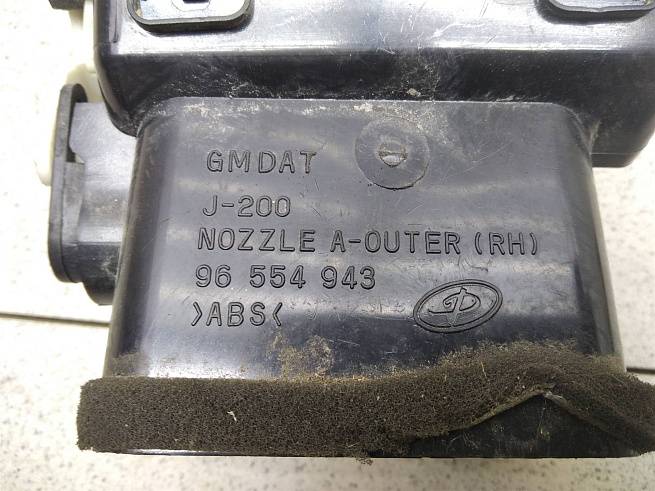 GMDAT
J-200
NOZZLE A-OUTER (RH)
96 554 943
>ABS<